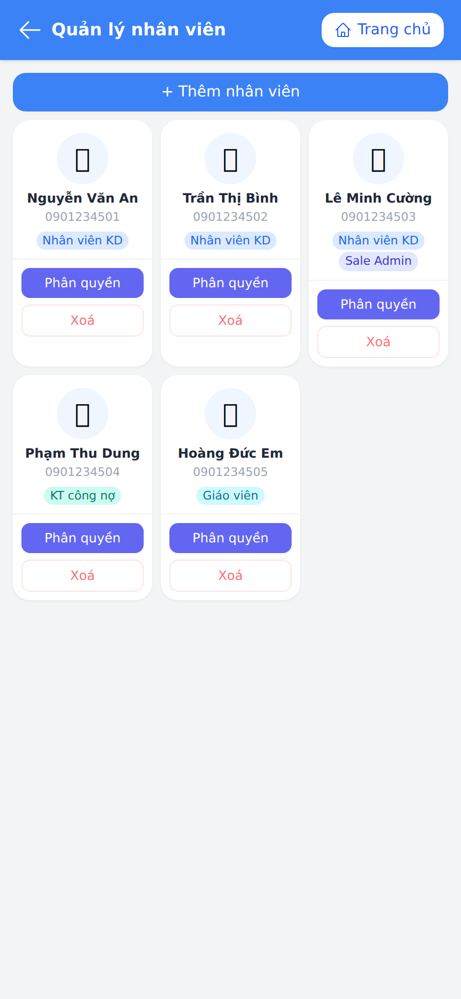 Quản lý nhân viên
Trang chủ
+ Thêm nhân viên
Nguyễn Văn An
0901234501
Nhân viên KD
Phân quyền
Xoá
Trần Thị Bình
0901234502
Nhân viên KD
Phân quyền
Xoá
Lê Minh Cường
0901234503
Nhân viên KD
Sale Admin
Phân quyền
Xoá
Phạm Thu Dung
0901234504
KT công nợ
Phân quyền
Xoá
Hoàng Đức Em
0901234505
Giáo viên
Phân quyền
Xoá